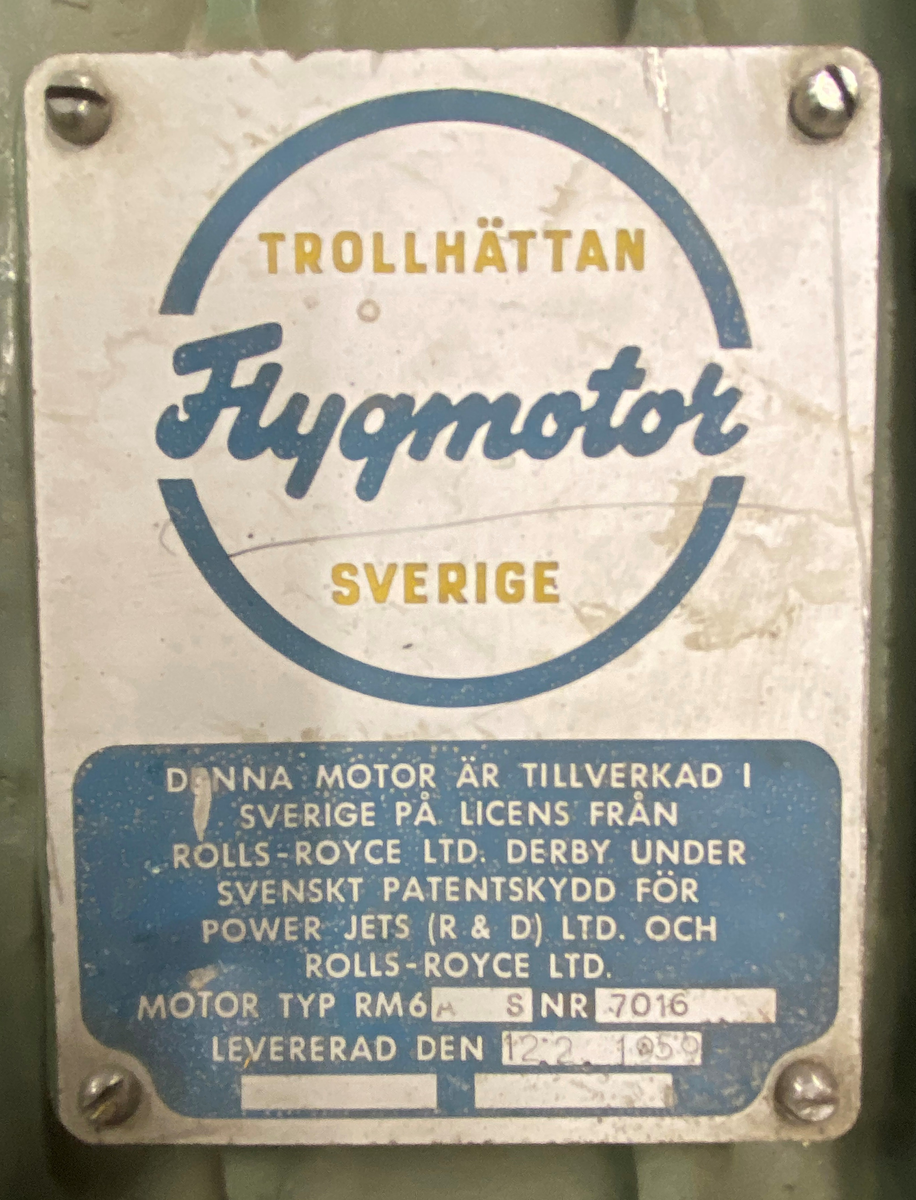 TROLLHÄTTAN
Flygmotor
SVERIGE
DENNA MOTOR ÄR TILLVERKAD I
SVERIGE PÅ LICENS FRÅN
ROLLS-ROYCE LTD. DERBY UNDER
SVENSKT PATENTSKYDD FÖR
POWER JETS (R & D) LTD. OCH
ROLLS-ROYCE LTD.
MOTOR TYP RM6A S NR 7016
LEVERERAD DEN 12.2. 1959